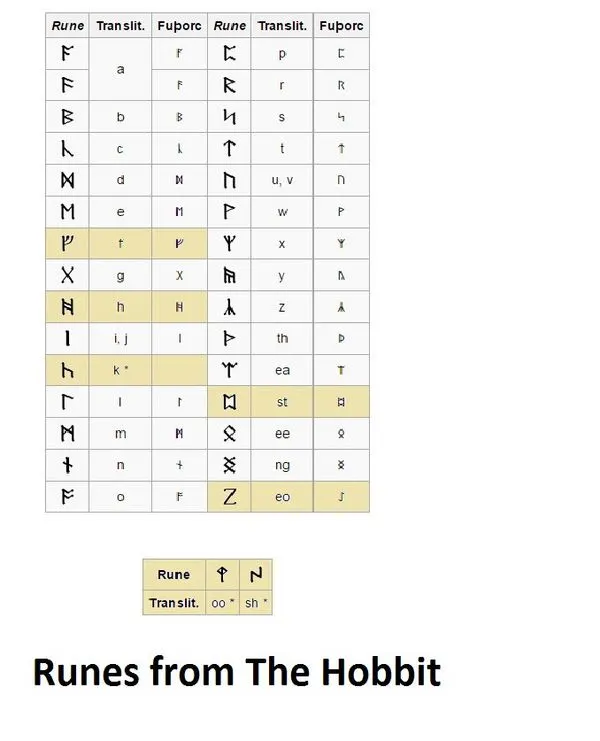 Rune Translit. Fuþorc Rune Translit. Fuþorc
ᚪ a ᚪ ᛈ p ᛈ
ᚫ ᚫ ᚱ r ᚱ
ᛒ b ᛒ ᛋ s ᛋ
ᚳ c ᚳ ᛏ t ᛏ
ᛞ d ᛞ ᚢ u, v ᚢ
ᛖ e ᛖ ᚹ w ᚹ
ᚠ f ᚠ ᛉ x ᛉ
ᚷ g ᚷ ᚣ y ᚣ
ᚻ h ᚻ ᛣ z ᛣ
ᛁ i, j ᛁ ᚦ th ᚦ
ᛱ k * ᛠ ea ᛠ
ᛚ l ᛚ ᛥ st ᛥ
ᛗ m ᛗ ᛟ ee ᛟ
ᚾ n ᚾ ᛝ ng ᛝ
ᚩ o ᚩ ᛇ eo ᛇ
Rune ᛳ ᛲ
Translit. oo * sh *
Runes from The Hobbit